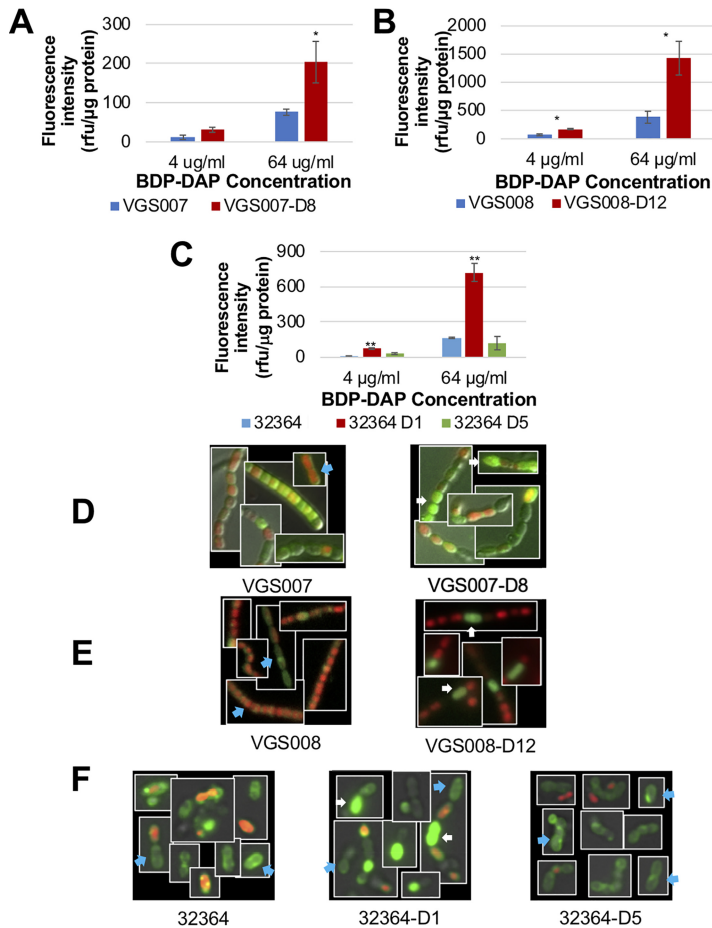 A
Fluorescence
intensity
(rfu/µg protein)
300
200
100
0
*
4 ug/ml
64 ug/ml
BDP-DAP Concentration
VGS007
VGS007-D8
B
Fluorescence
intensity
(rfu/µg protein)
2000
1500
1000
500
0
*
*
4 µg/ml
64 µg/ml
BDP-DAP Concentration
VGS008
VGS008-D12
C
Fluorescence
intensity
(rfu/µg protein)
900
600
300
0
**
**
4 µg/ml
64 µg/ml
BDP-DAP Concentration
32364
32364 D1
32364 D5
D
VGS007
VGS007-D8
E
VGS008
VGS008-D12
F
32364
32364-D1
32364-D5